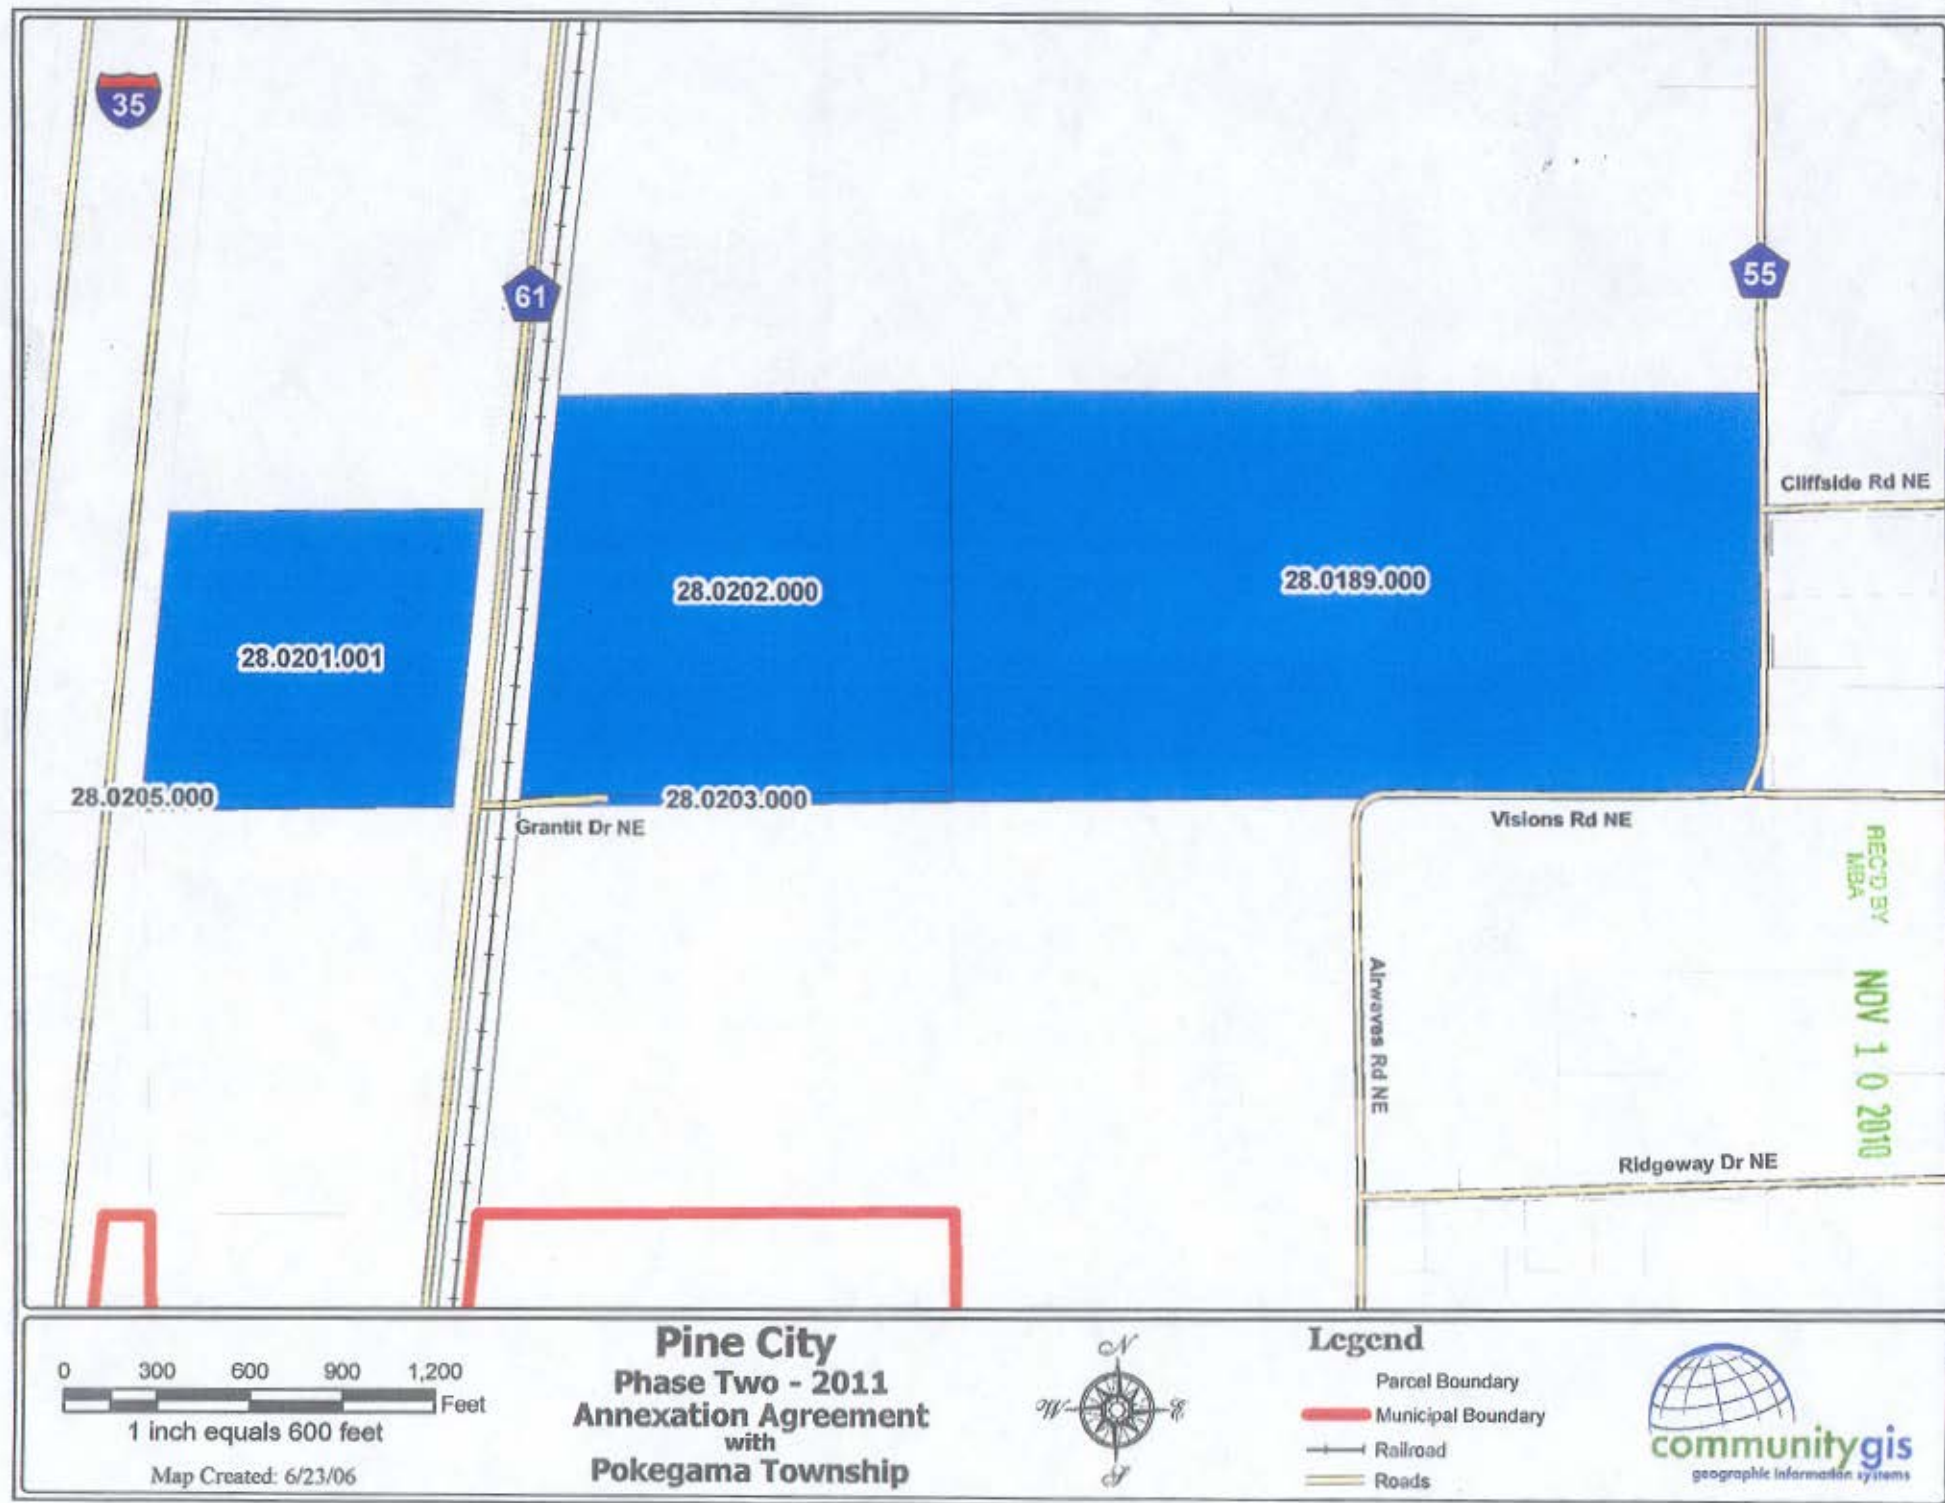 35
61
55
Cliffside Rd NE
28.0202.000
28.0189.000
28.0201.001
28.0205.000
28.0203.000
Grantit Dr NE
Visions Rd NE
REC'D BY
MBA
NOV 10 2010
Airwaves Rd NE
Ridgeway Dr NE
0 300 600 900 1,200
Feet
1 inch equals 600 feet
Map Created: 6/23/06
Pine City
Phase Two - 2011
Annexation Agreement
with
Pokegama Township
N
W E
S
Legend
Parcel Boundary
Municipal Boundary
Railroad
Roads
communitygis
geographic information systems